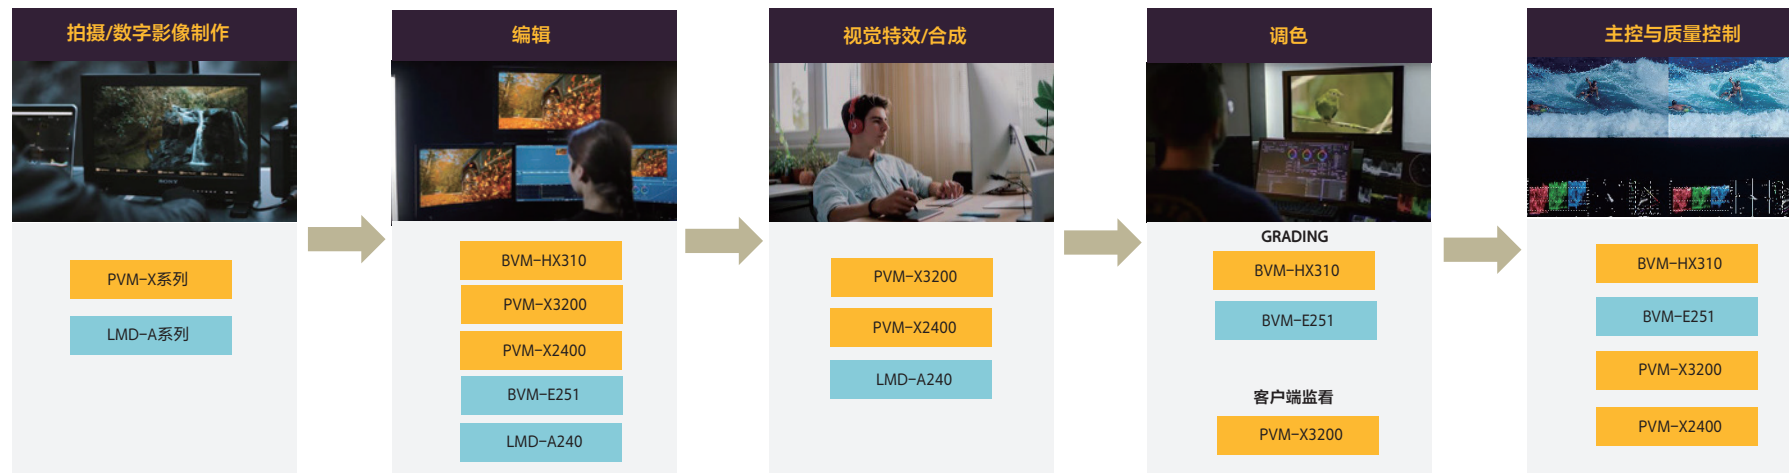 拍摄/数字影像制作
SONY
PVM-X系列
LMD-A系列
编辑
BVM-HX310
PVM-X3200
PVM-X2400
BVM-E251
LMD-A240
视觉特效/合成
PVM-X3200
PVM-X2400
LMD-A240
调色
GRADING
BVM-HX310
BVM-E251
客户端监看
PVM-X3200
主控与质量控制
BVM-HX310
BVM-E251
PVM-X3200
PVM-X2400